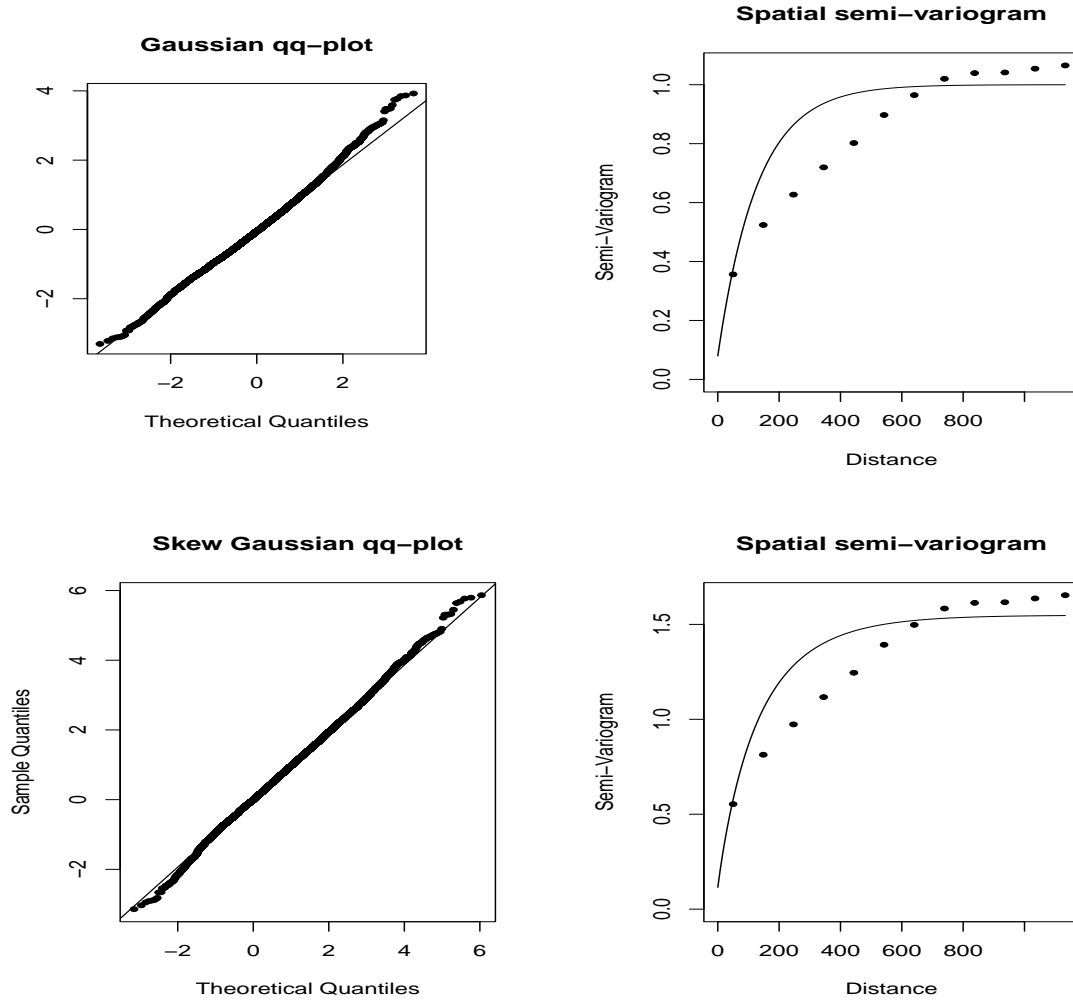 Gaussian qq−plot
4
2
0
−2
−2 0 2
Theoretical Quantiles
Spatial semi−variogram
Semi−Variogram
1.0
0.8
0.6
0.4
0.2
0.0
0 200 400 600 800
Distance
Skew Gaussian qq−plot
Sample Quantiles
6
4
2
0
−2
−2 0 2 4 6
Theoretical Quantiles
Spatial semi−variogram
Semi−Variogram
1.5
1.0
0.5
0.0
0 200 400 600 800
Distance